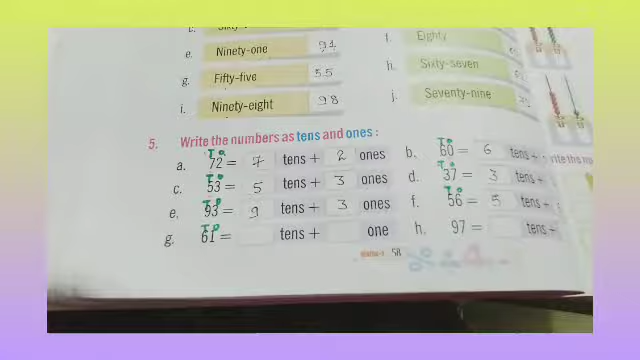 f. Eighty
e. Ninety-one 91
h. Sixty-seven
g. Fifty-five 55
j. Seventy-nine
i. Ninety-eight 98
5. Write the numbers as tens and ones :
T O T O
a. 72 = 7 tens + 2 ones b. 60 = 6 tens +
T O T O
c. 53 = 5 tens + 3 ones d. 37 = 3 tens +
T O T O
e. 93 = 9 tens + 3 ones f. 56 = 5 tens +
T O
g. 61 = tens + one h. 97 = tens +
58